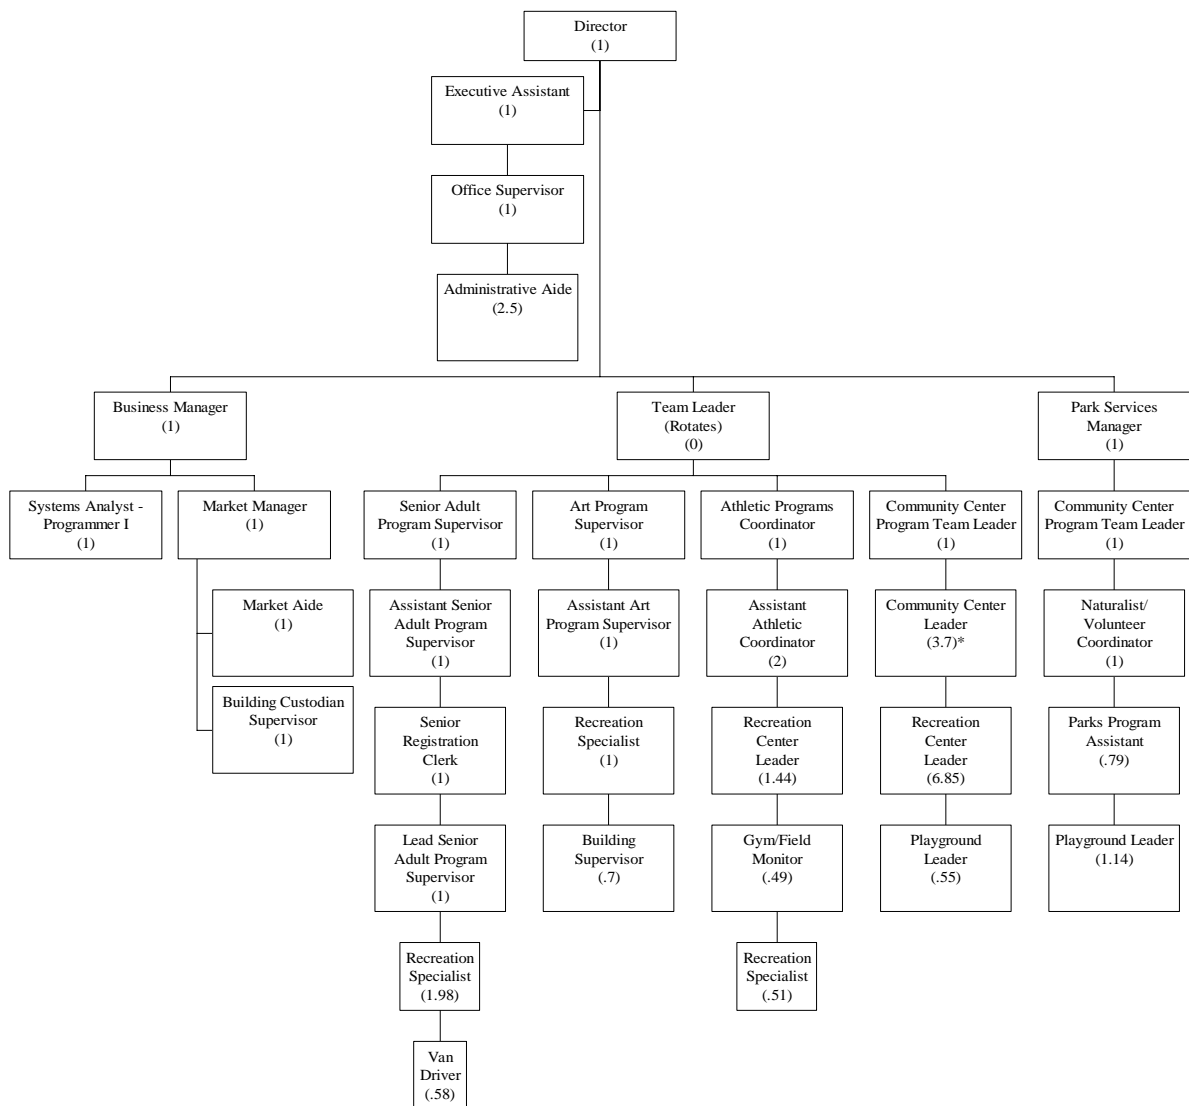 Director
(1)
Executive Assistant
(1)
Office Supervisor
(1)
Administrative Aide
(2.5)
Business Manager
(1)
Team Leader
(Rotates)
(0)
Park Services
Manager
(1)
Systems Analyst -
Programmer I
(1)
Market Manager
(1)
Senior Adult
Program Supervisor
(1)
Art Program
Supervisor
(1)
Athletic Programs
Coordinator
(1)
Community Center
Program Team Leader
(1)
Community Center
Program Team Leader
(1)
Market Aide
(1)
Building Custodian
Supervisor
(1)
Assistant Senior
Adult Program
Supervisor
(1)
Assistant Art
Program Supervisor
(1)
Assistant
Athletic
Coordinator
(2)
Community Center
Leader
(3.7)*
Naturalist/
Volunteer
Coordinator
(1)
Senior
Registration
Clerk
(1)
Recreation
Specialist
(1)
Recreation
Center
Leader
(1.44)
Recreation
Center
Leader
(6.85)
Parks Program
Assistant
(.79)
Lead Senior
Adult Program
Supervisor
(1)
Building
Supervisor
(.7)
Gym/Field
Monitor
(.49)
Playground
Leader
(.55)
Playground Leader
(1.14)
Recreation
Specialist
(1.98)
Recreation
Specialist
(.51)
Van
Driver
(.58)